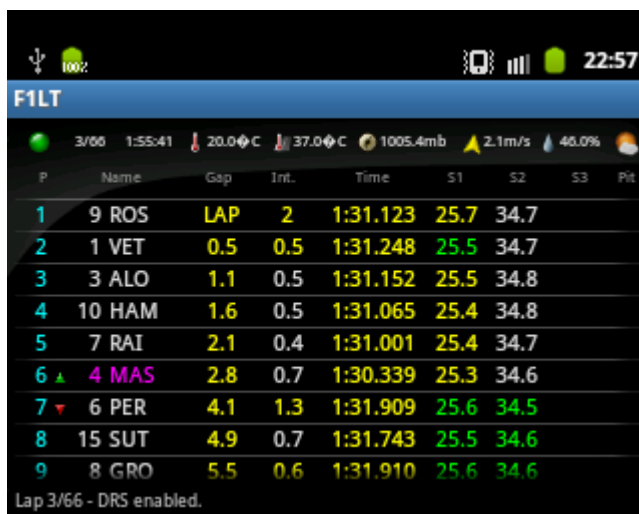 100% 22:57
F1LT
3/66 1:55:41 20.0�C 37.0�C 1005.4mb 2.1m/s 46.0%
P Name Gap Int. Time S1 S2 S3 Pit
1 9 ROS LAP 2 1:31.123 25.7 34.7
2 1 VET 0.5 0.5 1:31.248 25.5 34.7
3 3 ALO 1.1 0.5 1:31.152 25.5 34.8
4 10 HAM 1.6 0.5 1:31.065 25.4 34.8
5 7 RAI 2.1 0.4 1:31.001 25.4 34.7
6 4 MAS 2.8 0.7 1:30.339 25.3 34.6
7 6 PER 4.1 1.3 1:31.909 25.6 34.5
8 15 SUT 4.9 0.7 1:31.743 25.5 34.6
9 8 GRO 5.5 0.6 1:31.910 25.6 34.6
Lap 3/66 - DRS enabled.